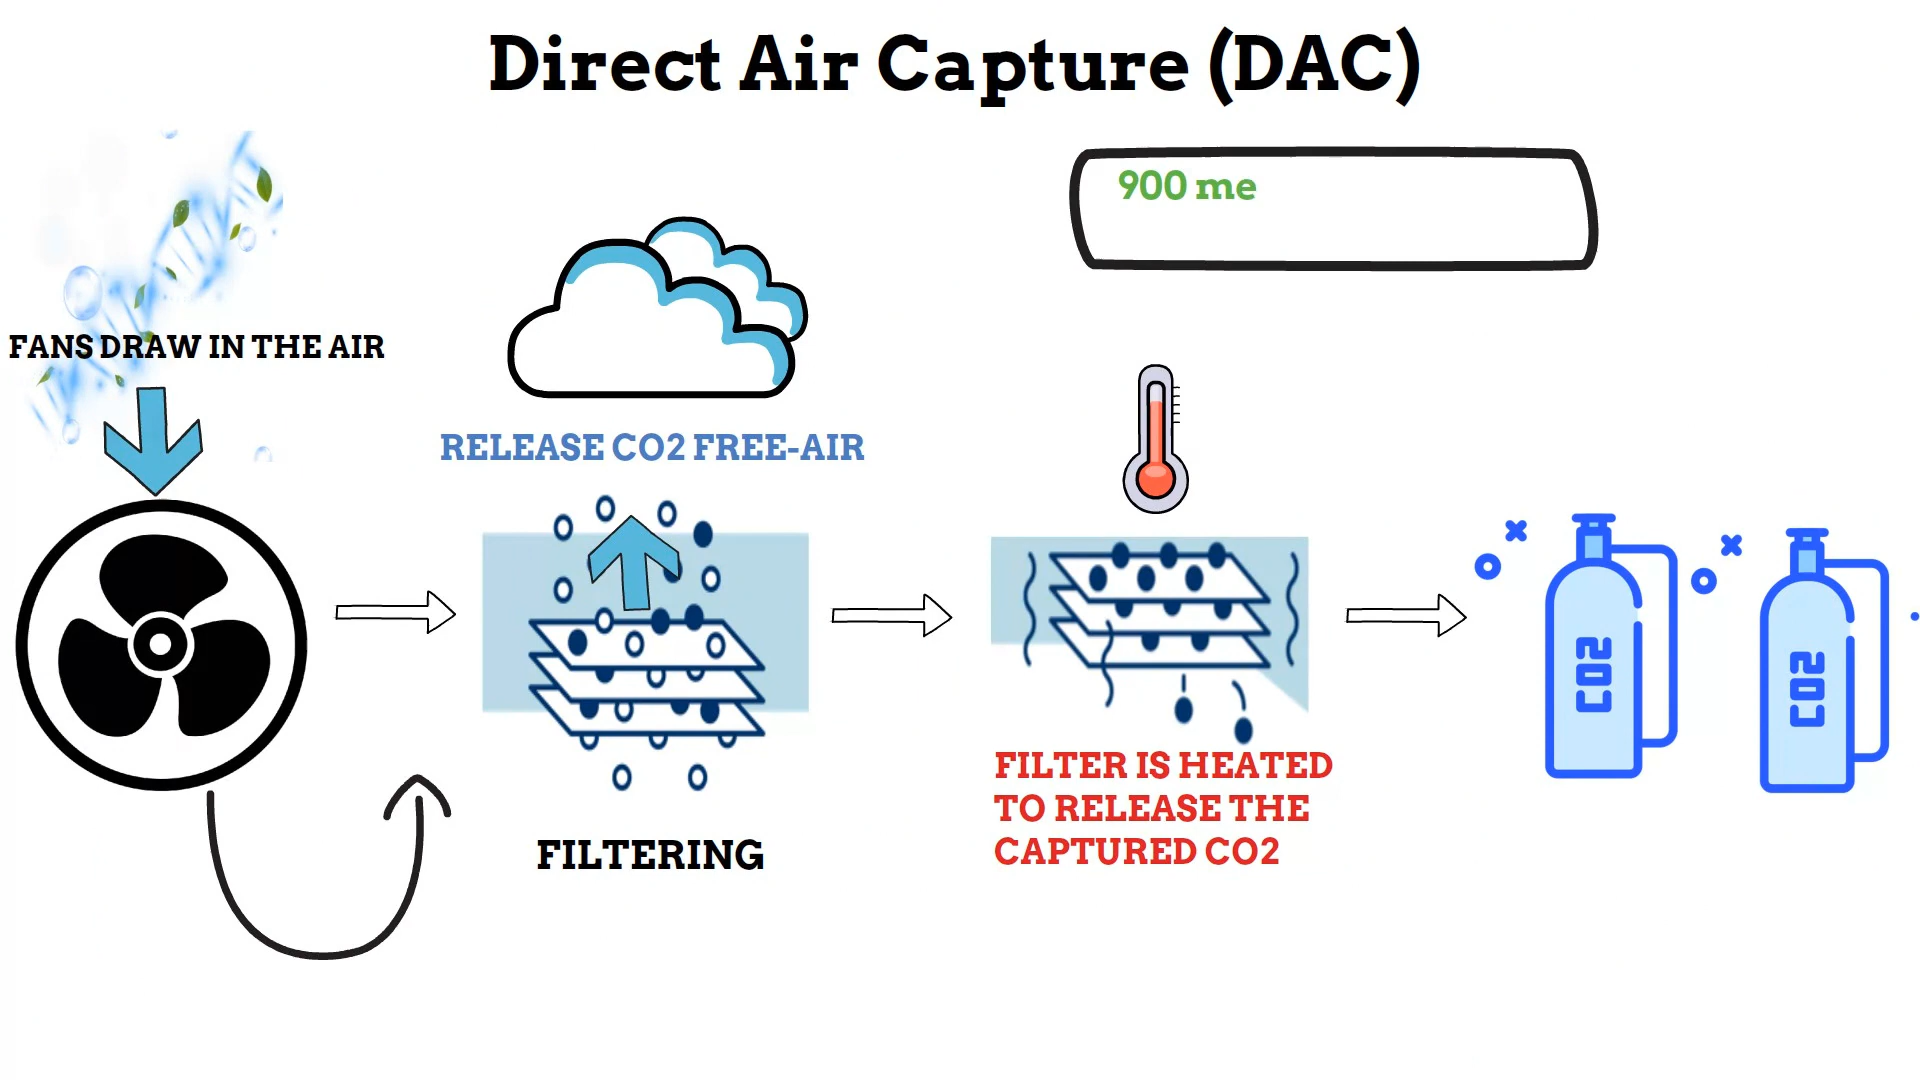 Direct Air Capture (DAC)
900 me
FANS DRAW IN THE AIR
RELEASE CO2 FREE-AIR
CO2
CO2
FILTER IS HEATED
TO RELEASE THE
CAPTURED CO2
FILTERING